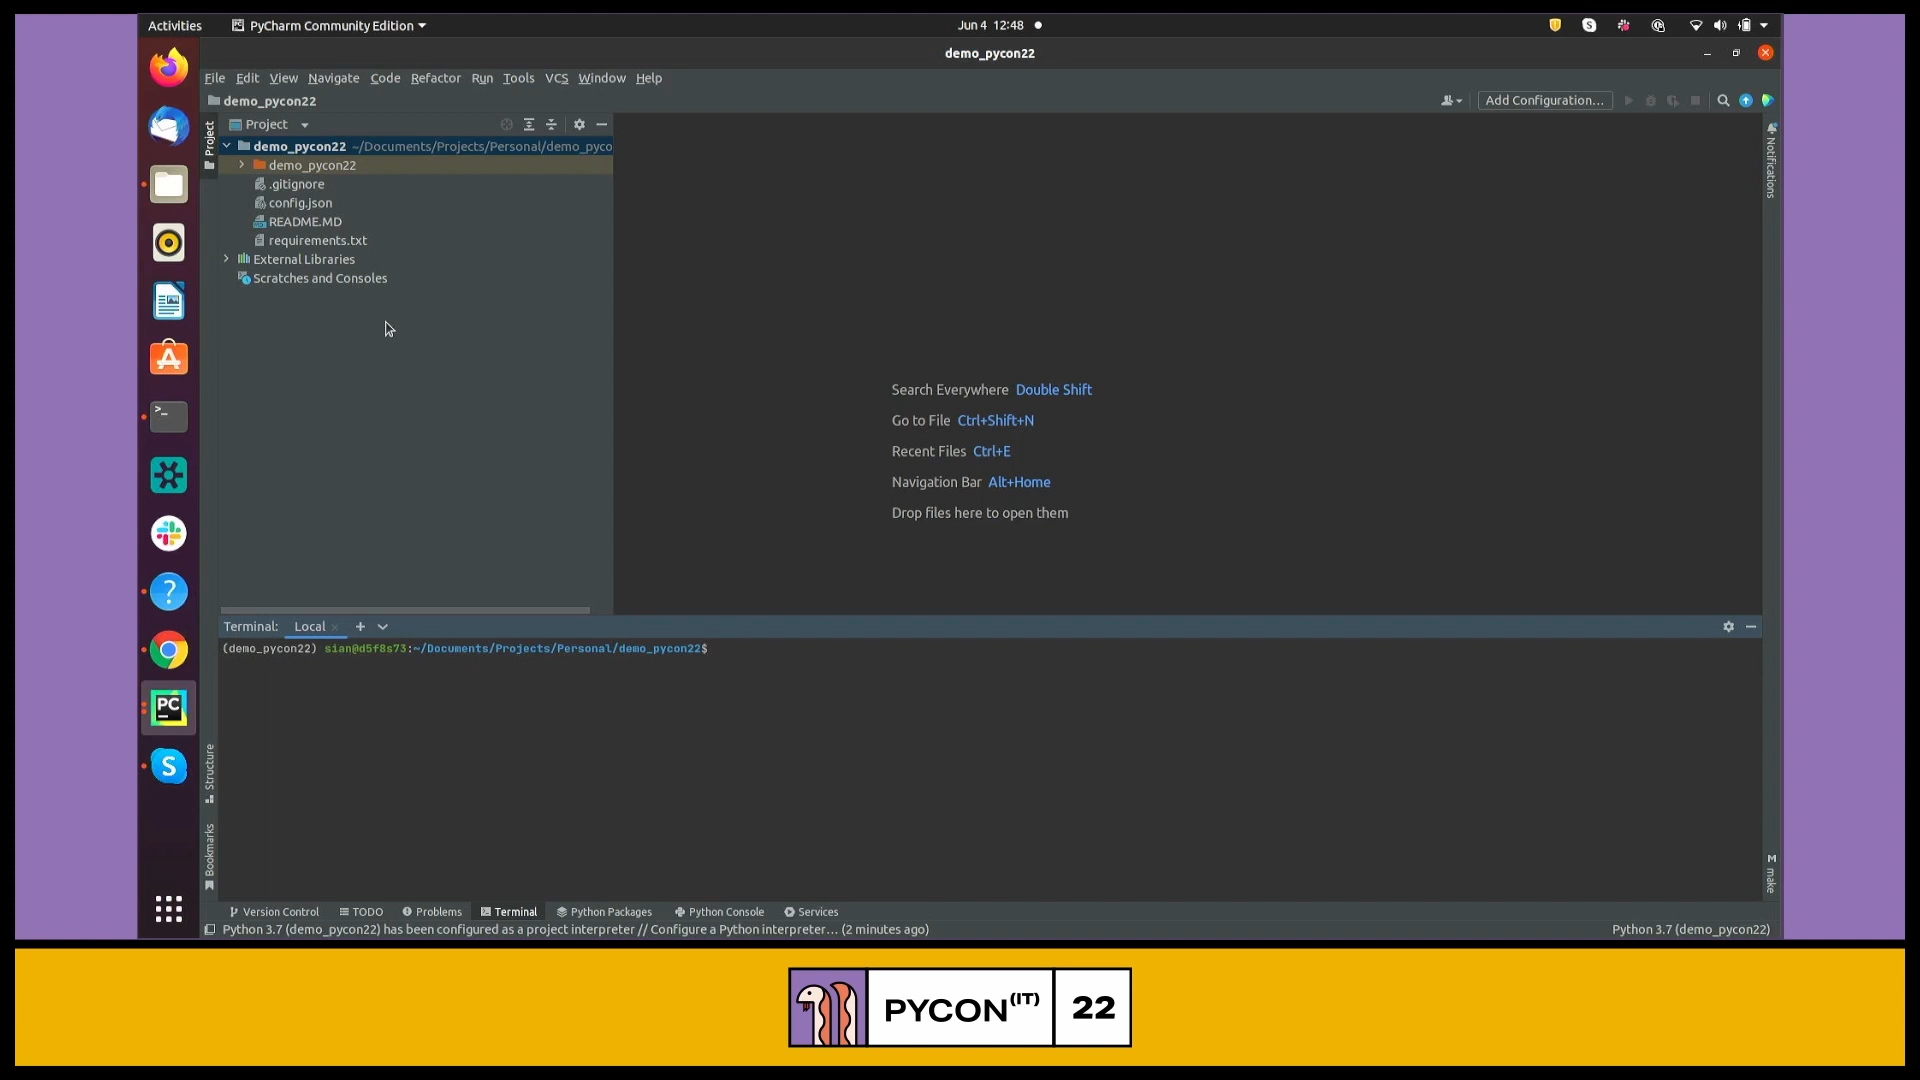 Activities PyCharm Community Edition Jun 4 12:48
demo_pycon22
File Edit View Navigate Code Refactor Run Tools VCS Window Help
demo_pycon22 Add Configuration...
Project
Project
demo_pycon22 ~/Documents/Projects/Personal/demo_pyco
demo_pycon22
.gitignore
config.json
README.MD
requirements.txt
External Libraries
Scratches and Consoles
Notifications
Search Everywhere Double Shift
Go to File Ctrl+Shift+N
Recent Files Ctrl+E
Navigation Bar Alt+Home
Drop files here to open them
Terminal: Local
(demo_pycon22) sian@d5f8s73:~/Documents/Projects/Personal/demo_pycon22$
PC
Structure
Bookmarks
M make
Version Control TODO Problems Terminal Python Packages Python Console Services
Python 3.7 (demo_pycon22) has been configured as a project interpreter // Configure a Python interpreter... (2 minutes ago) Python 3.7 (demo_pycon22)
PYCON(IT) 22